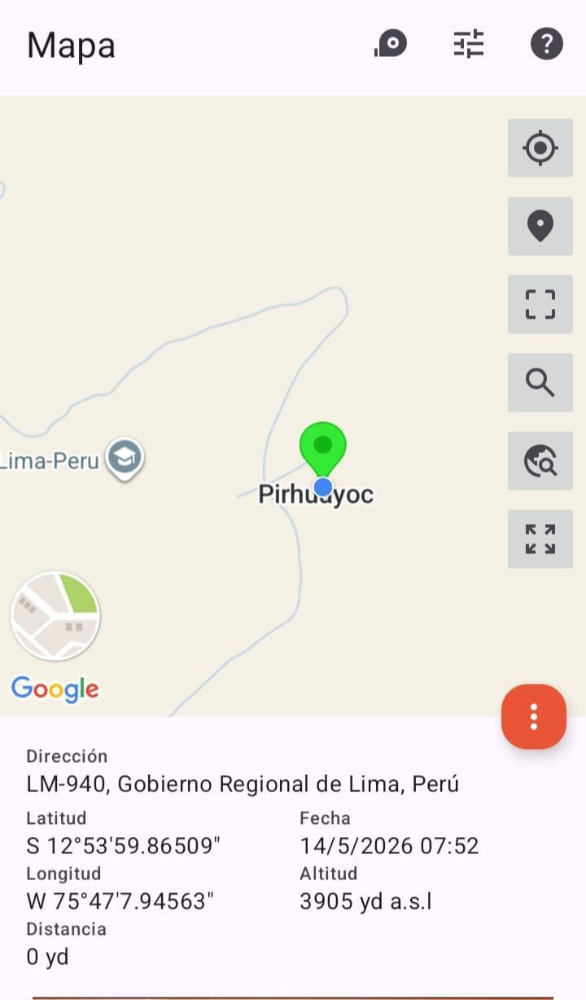 Mapa
Lima-Peru
Pirhuayoc
Google
Dirección
LM-940, Gobierno Regional de Lima, Perú
Latitud
S 12°53'59.86509"
Fecha
14/5/2026 07:52
Longitud
W 75°47'7.94563"
Altitud
3905 yd a.s.l
Distancia
0 yd